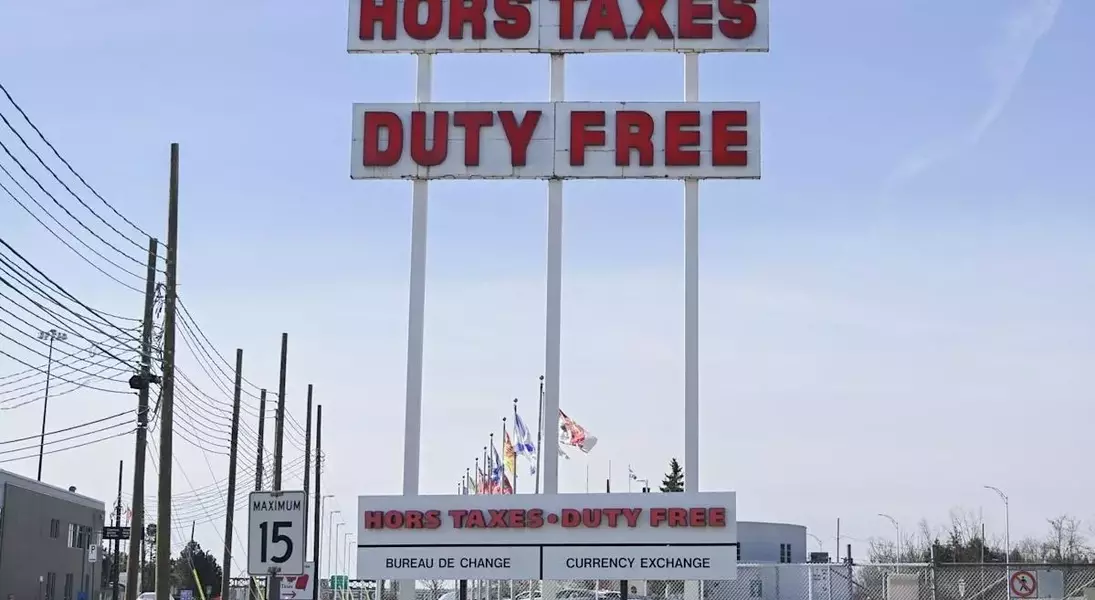 HORS TAXES
DUTY FREE
HORS TAXES • DUTY FREE
BUREAU DE CHANGE
CURRENCY EXCHANGE
MAXIMUM
15